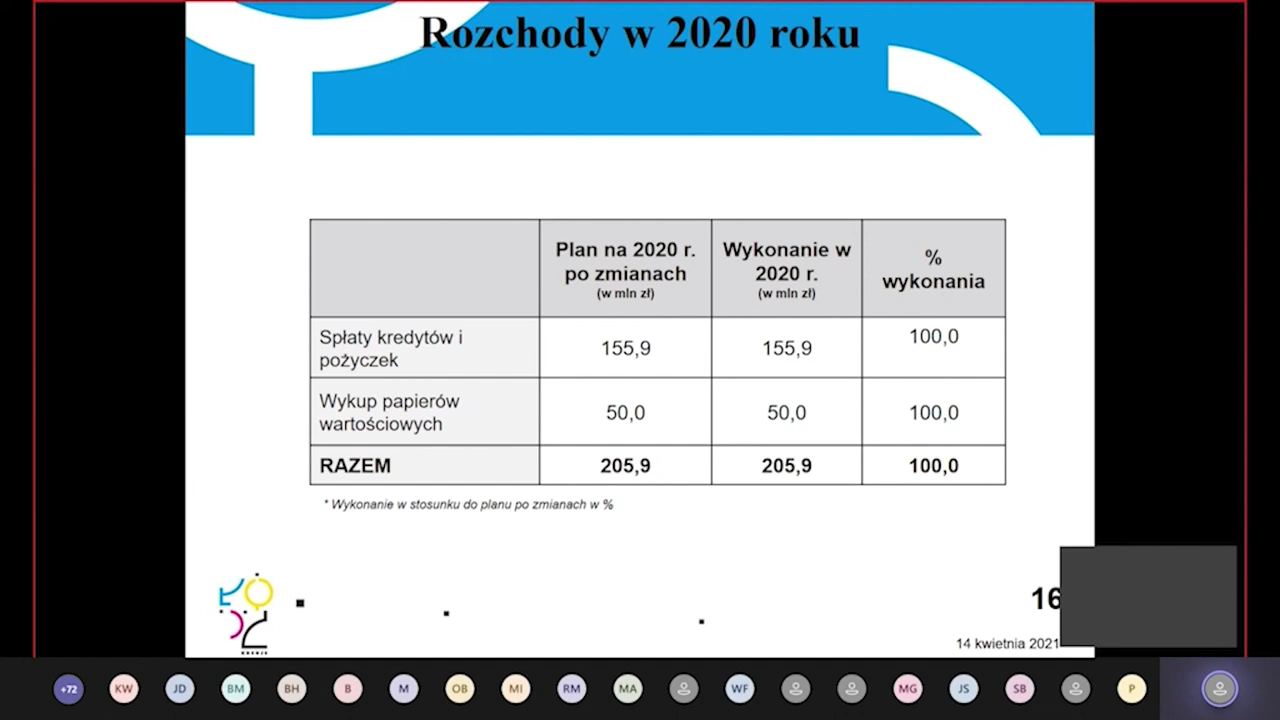 Rozchody w 2020 roku
Plan na 2020 r.
po zmianach
(w mln zł)
Wykonanie w
2020 r.
(w mln zł)
%
wykonania
Spłaty kredytów i
pożyczek
155,9
155,9
100,0
Wykup papierów
wartościowych
50,0
50,0
100,0
RAZEM
205,9
205,9
100,0
* Wykonanie w stosunku do planu po zmianach w %
16
14 kwietnia 2021
+72
KW
JD
BM
BH
B
M
OB
MI
RM
MA
WF
MG
JS
SB
P